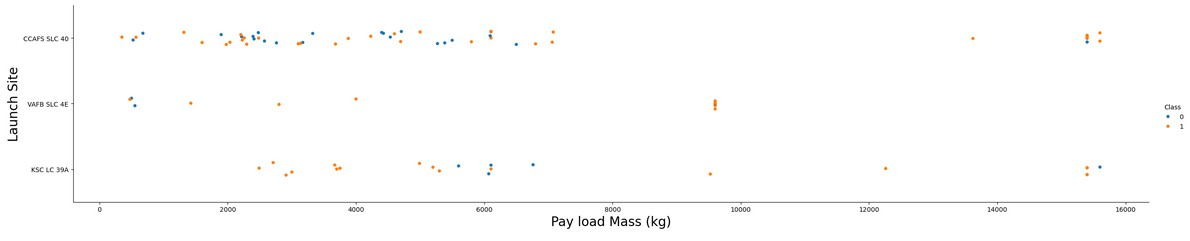 Launch Site
CCAFS SLC 40
VAFB SLC 4E
KSC LC 39A
0 2000 4000 6000 8000 10000 12000 14000 16000
Pay load Mass (kg)
Class
0
1